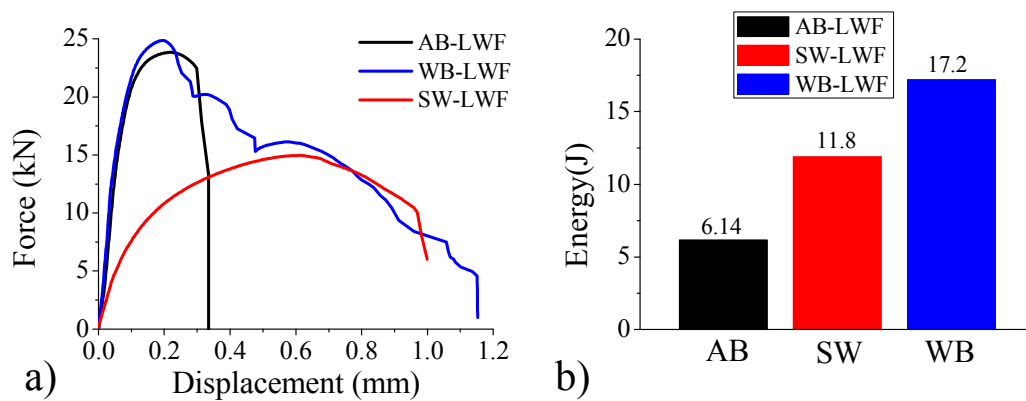 25
20
15
10
5
0
Force (kN)
AB-LWF
WB-LWF
SW-LWF
0.0 0.2 0.4 0.6 0.8 1.0 1.2
Displacement (mm)
a)
20
15
10
5
0
Energy(J)
AB-LWF
SW-LWF
WB-LWF
6.14
11.8
17.2
AB SW WB
b)